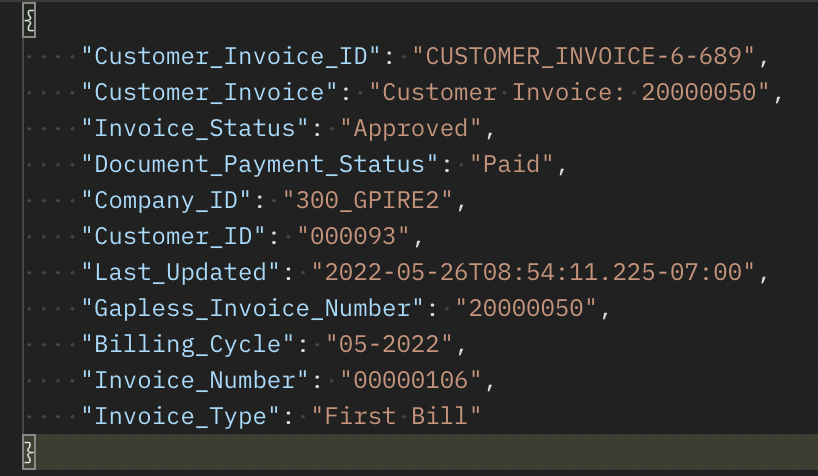 {
    "Customer_Invoice_ID": "CUSTOMER_INVOICE-6-689",
    "Customer_Invoice": "Customer Invoice: 20000050",
    "Invoice_Status": "Approved",
    "Document_Payment_Status": "Paid",
    "Company_ID": "300_GPIRE2",
    "Customer_ID": "000093",
    "Last_Updated": "2022-05-26T08:54:11.225-07:00",
    "Gapless_Invoice_Number": "20000050",
    "Billing_Cycle": "05-2022",
    "Invoice_Number": "00000106",
    "Invoice_Type": "First Bill"
}